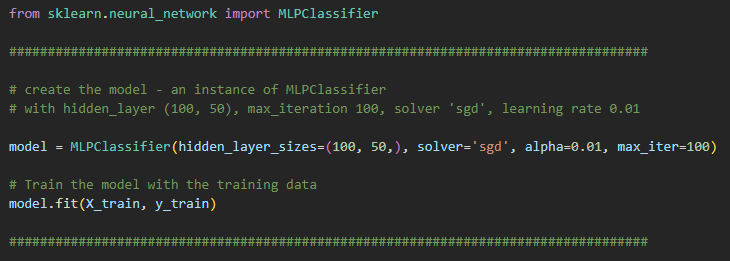 from sklearn.neural_network import MLPClassifier
###################################################################################
# create the model - an instance of MLPClassifier
# with hidden_layer (100, 50), max_iteration 100, solver 'sgd', learning rate 0.01
model = MLPClassifier(hidden_layer_sizes=(100, 50,), solver='sgd', alpha=0.01, max_iter=100)
# Train the model with the training data
model.fit(X_train, y_train)
###################################################################################